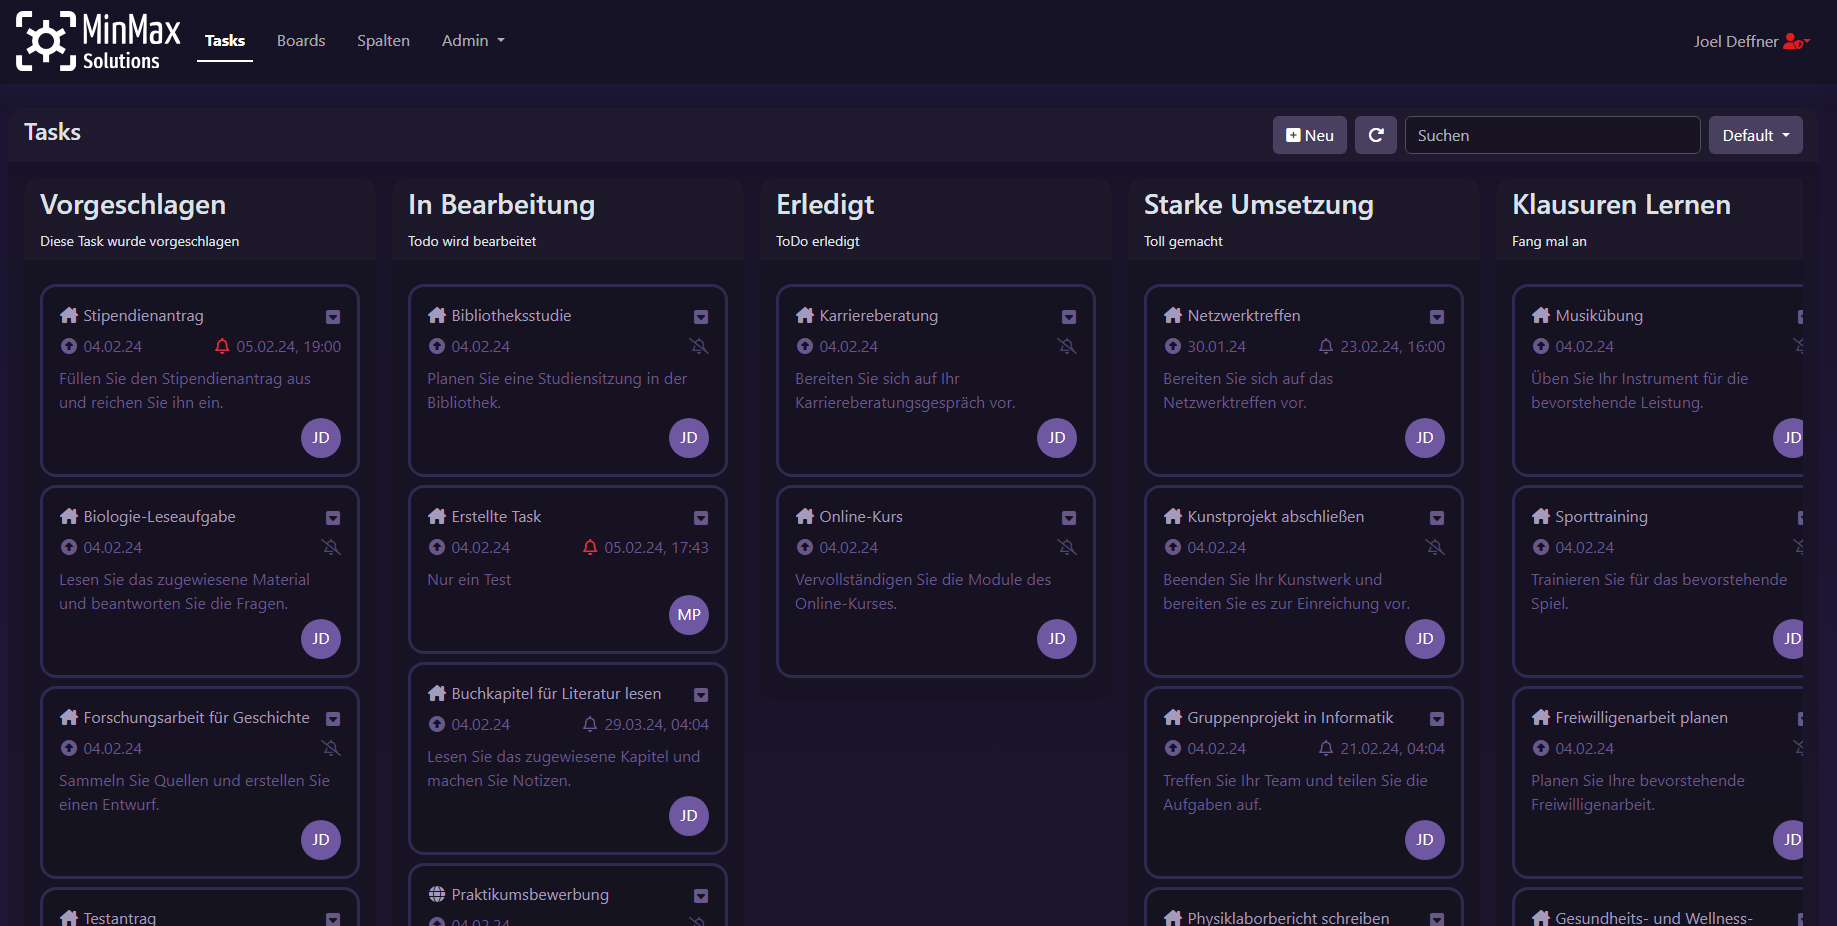 MinMax
Solutions
Tasks
Boards
Spalten
Admin
Joel Deffner
Tasks
Neu
Suchen
Default
Vorgeschlagen
Diese Task wurde vorgeschlagen
Stipendienantrag
04.02.24
05.02.24, 19:00
Füllen Sie den Stipendienantrag aus
und reichen Sie ihn ein.
JD
Biologie-Leseaufgabe
04.02.24
Lesen Sie das zugewiesene Material
und beantworten Sie die Fragen.
JD
Forschungsarbeit für Geschichte
04.02.24
Sammeln Sie Quellen und erstellen Sie
einen Entwurf.
JD
Testantrag
In Bearbeitung
Todo wird bearbeitet
Bibliotheksstudie
04.02.24
Planen Sie eine Studiensitzung in der
Bibliothek.
JD
Erstellte Task
04.02.24
05.02.24, 17:43
Nur ein Test
MP
Buchkapitel für Literatur lesen
04.02.24
29.03.24, 04:04
Lesen Sie das zugewiesene Kapitel und
machen Sie Notizen.
JD
Praktikumsbewerbung
04.02.24
Erledigt
ToDo erledigt
Karriereberatung
04.02.24
Bereiten Sie sich auf Ihr
Karriereberatungsgespräch vor.
JD
Online-Kurs
04.02.24
Vervollständigen Sie die Module des
Online-Kurses.
JD
Starke Umsetzung
Toll gemacht
Netzwerktreffen
30.01.24
23.02.24, 16:00
Bereiten Sie sich auf das
Netzwerktreffen vor.
JD
Kunstprojekt abschließen
04.02.24
Beenden Sie Ihr Kunstwerk und
bereiten Sie es zur Einreichung vor.
JD
Gruppenprojekt in Informatik
04.02.24
21.02.24, 04:04
Treffen Sie Ihr Team und teilen Sie die
Aufgaben auf.
JD
Physiklaborbericht schreiben
Klausuren Lernen
Fang mal an
Musikübung
04.02.24
Üben Sie Ihr Instrument für die
bevorstehende Leistung.
JD
Sporttraining
04.02.24
Trainieren Sie für das bevorstehende
Spiel.
JD
Freiwilligenarbeit planen
04.02.24
Planen Sie Ihre bevorstehende
Freiwilligenarbeit.
JD
Gesundheits- und Wellness-